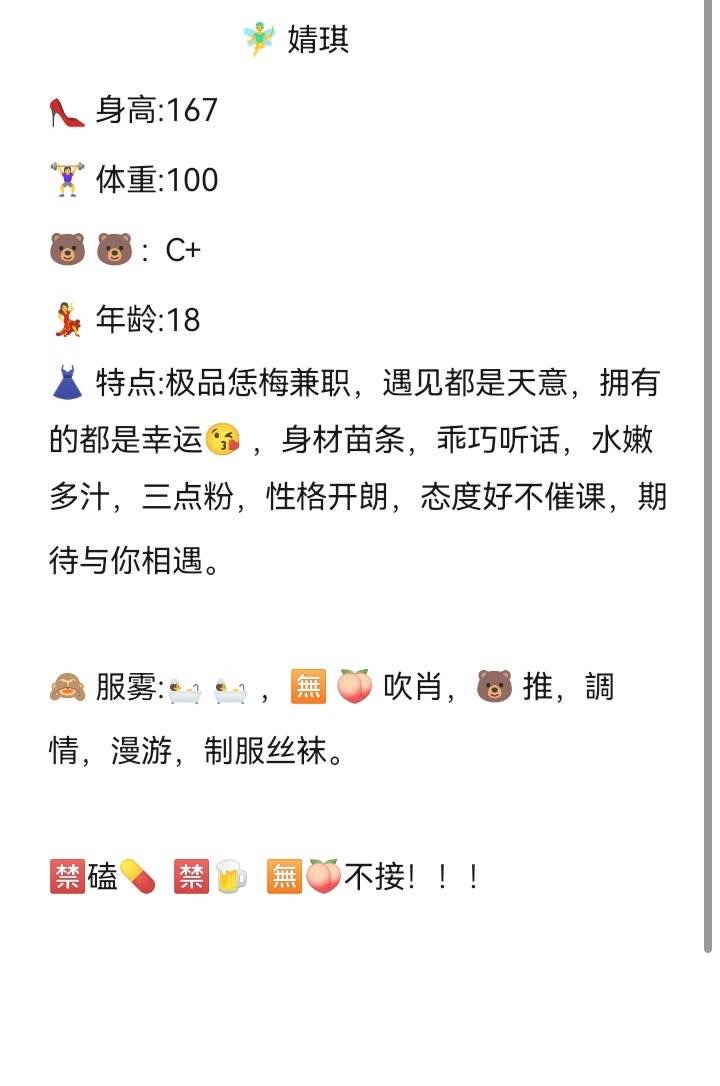 🧚 婧琪
👠 身高:167
🏋️‍♀️ 体重:100
🐻 🐻 : C+
💃 年龄:18
👗 特点:极品恁梅兼职，遇见都是天意，拥有
的都是幸运😘 ，身材苗条，乖巧听话，水嫩
多汁，三点粉，性格开朗，态度好不催课，期
待与你相遇。
🙈 服雾:🛀 🛀 ，🈚 🍑 吹肖，🐻 推，調
情，漫游，制服丝袜。
🈲磕💊 🈲🍺 🈚🍑不接！！！